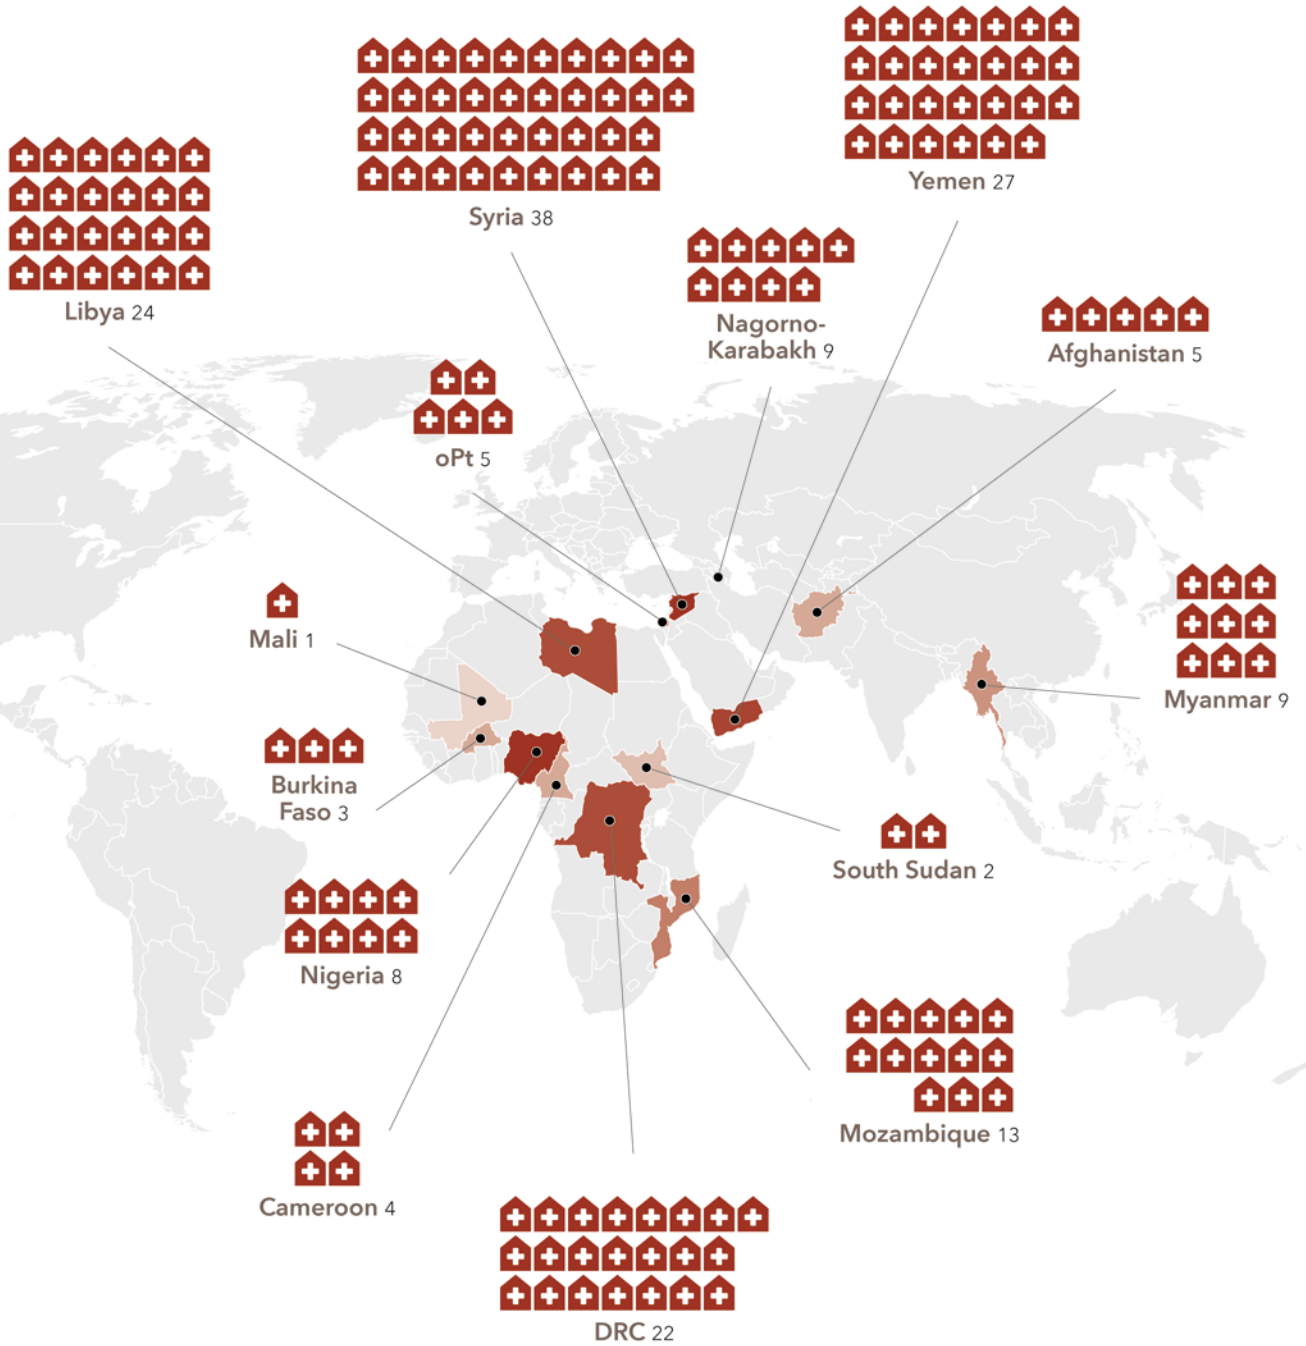 Yemen 27
Syria 38
Libya 24
Nagorno-
Karabakh 9
Afghanistan 5
oPt 5
Mali 1
Myanmar 9
Burkina
Faso 3
South Sudan 2
Nigeria 8
Mozambique 13
Cameroon 4
DRC 22